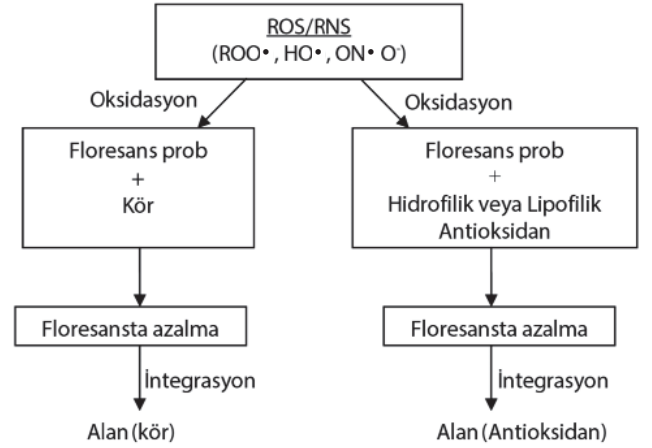 ROS/RNS
(ROO• , HO• , ON• O⁻)
Oksidasyon
Oksidasyon
Floresans prob
+
Kör
Floresans prob
+
Hidrofilik veya Lipofilik
Antioksidan
Floresansta azalma
Floresansta azalma
İntegrasyon
İntegrasyon
Alan (kör)
Alan (Antioksidan)